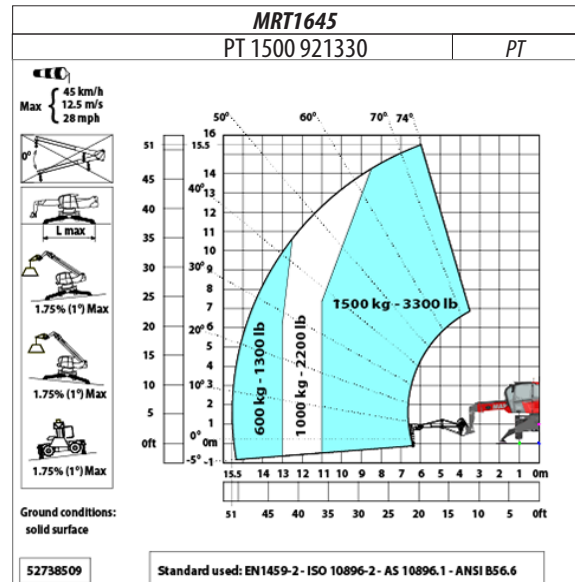 MRT1645
PT 1500 921330
PT
Max
45 km/h
12.5 m/s
28 mph
0°
L max
1.75% (1°) Max
1.75% (1°) Max
1.75% (1°) Max
Ground conditions:
solid surface
52738509
50°
60°
70°
74°
40°
30°
20°
10°
0°
-5°
51
45
40
35
30
25
20
15
10
5
0ft
16
15.5
14
13
12
11
10
9
8
7
6
5
4
3
2
1
0m
-1
600 kg - 1300 lb
1000 kg - 2200 lb
1500 kg - 3300 lb
15.5 14 13 12 11 10 9 8 7 6 5 4 3 2 1 0m
51 45 40 35 30 25 20 15 10 5 0ft
Standard used: EN1459-2 - ISO 10896-2 - AS 10896.1 - ANSI B56.6